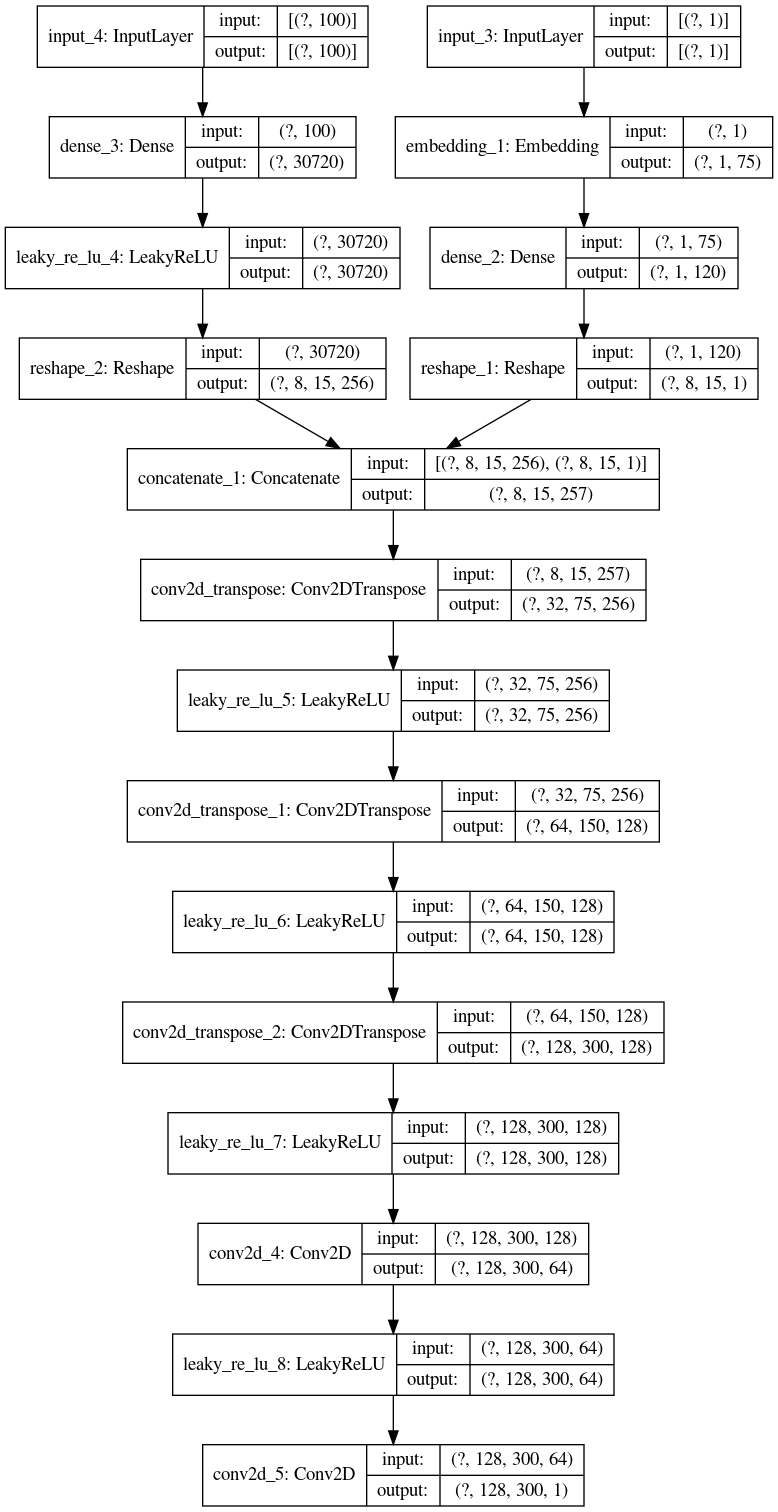 input_4: InputLayer
input: [(?, 100)]
output: [(?, 100)]
input_3: InputLayer
input: [(?, 1)]
output: [(?, 1)]
dense_3: Dense
input: (?, 100)
output: (?, 30720)
embedding_1: Embedding
input: (?, 1)
output: (?, 1, 75)
leaky_re_lu_4: LeakyReLU
input: (?, 30720)
output: (?, 30720)
dense_2: Dense
input: (?, 1, 75)
output: (?, 1, 120)
reshape_2: Reshape
input: (?, 30720)
output: (?, 8, 15, 256)
reshape_1: Reshape
input: (?, 1, 120)
output: (?, 8, 15, 1)
concatenate_1: Concatenate
input: [(?, 8, 15, 256), (?, 8, 15, 1)]
output: (?, 8, 15, 257)
conv2d_transpose: Conv2DTranspose
input: (?, 8, 15, 257)
output: (?, 32, 75, 256)
leaky_re_lu_5: LeakyReLU
input: (?, 32, 75, 256)
output: (?, 32, 75, 256)
conv2d_transpose_1: Conv2DTranspose
input: (?, 32, 75, 256)
output: (?, 64, 150, 128)
leaky_re_lu_6: LeakyReLU
input: (?, 64, 150, 128)
output: (?, 64, 150, 128)
conv2d_transpose_2: Conv2DTranspose
input: (?, 64, 150, 128)
output: (?, 128, 300, 128)
leaky_re_lu_7: LeakyReLU
input: (?, 128, 300, 128)
output: (?, 128, 300, 128)
conv2d_4: Conv2D
input: (?, 128, 300, 128)
output: (?, 128, 300, 64)
leaky_re_lu_8: LeakyReLU
input: (?, 128, 300, 64)
output: (?, 128, 300, 64)
conv2d_5: Conv2D
input: (?, 128, 300, 64)
output: (?, 128, 300, 1)